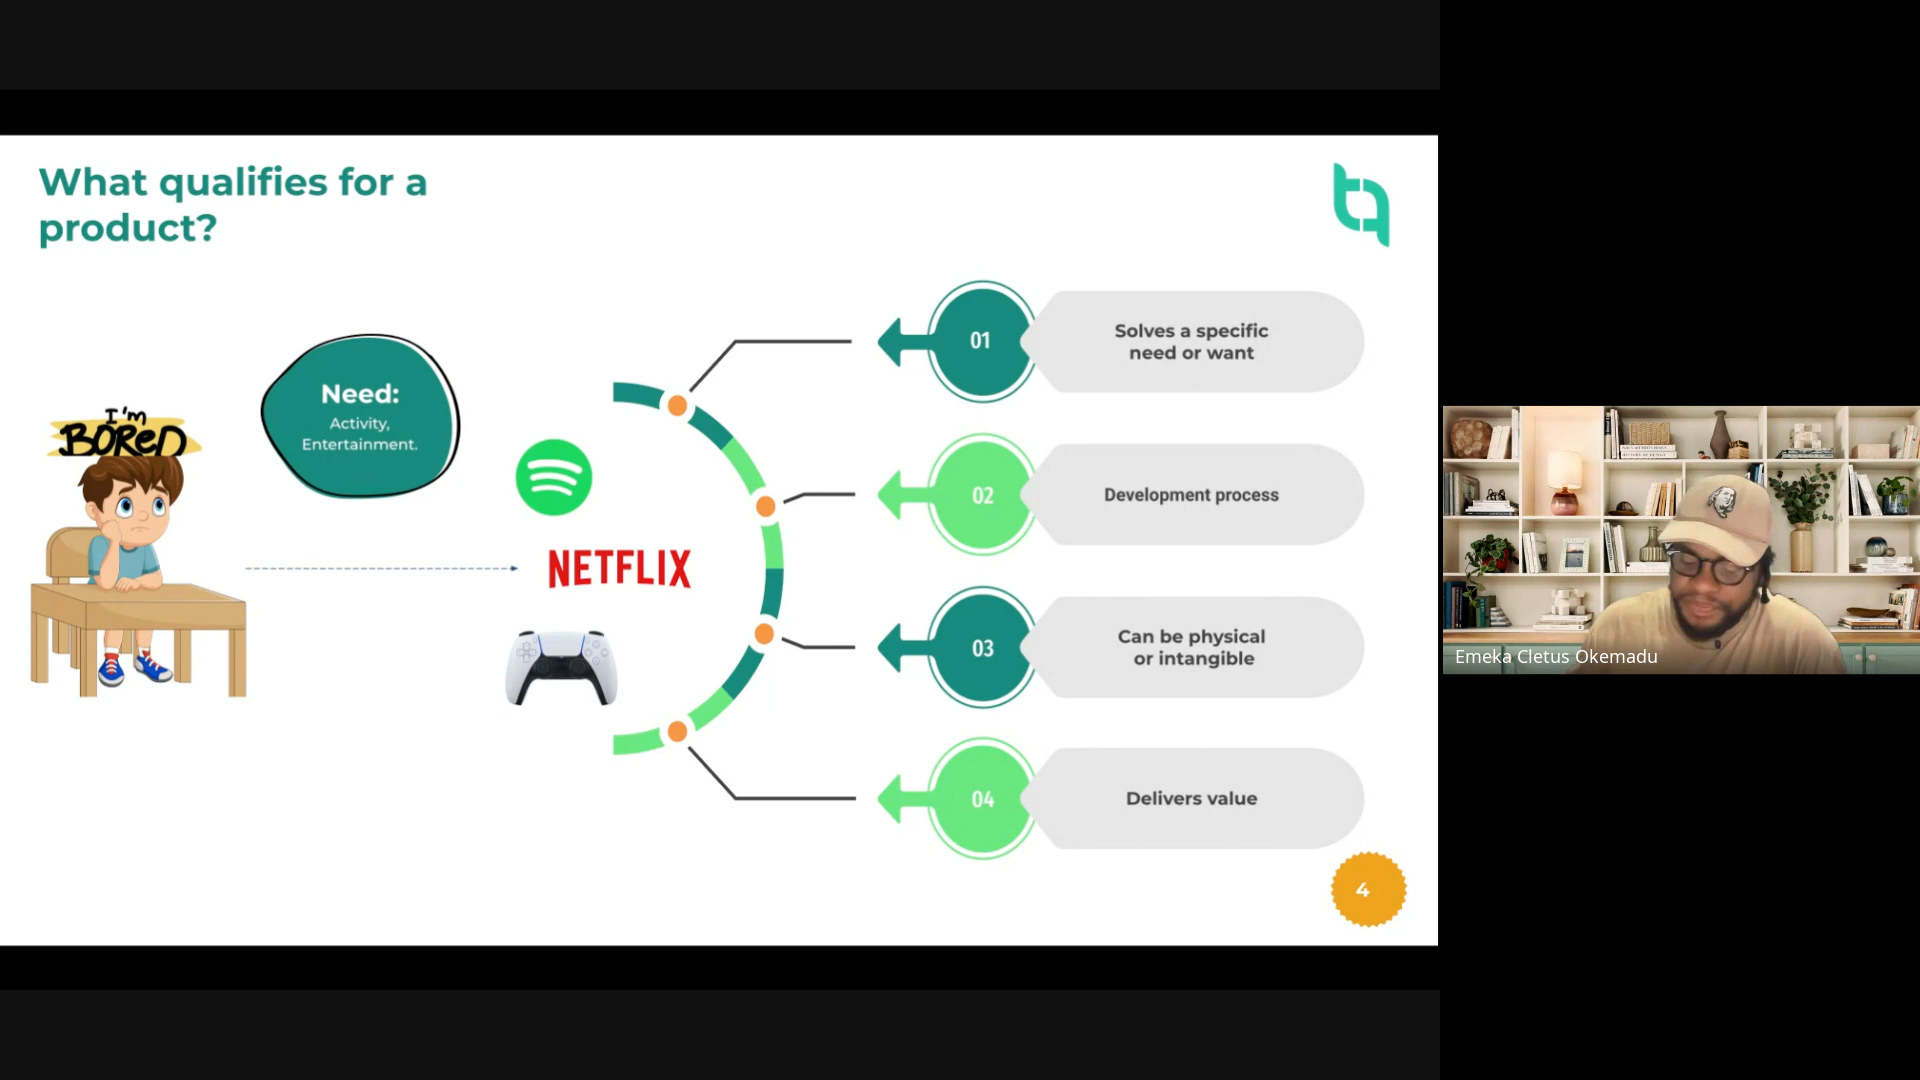 What qualifies for a
product?
I'm
BORED
Need:
Activity,
Entertainment.
NETFLIX
01
Solves a specific
need or want
02
Development process
03
Can be physical
or intangible
04
Delivers value
4
Emeka Cletus Okemadu